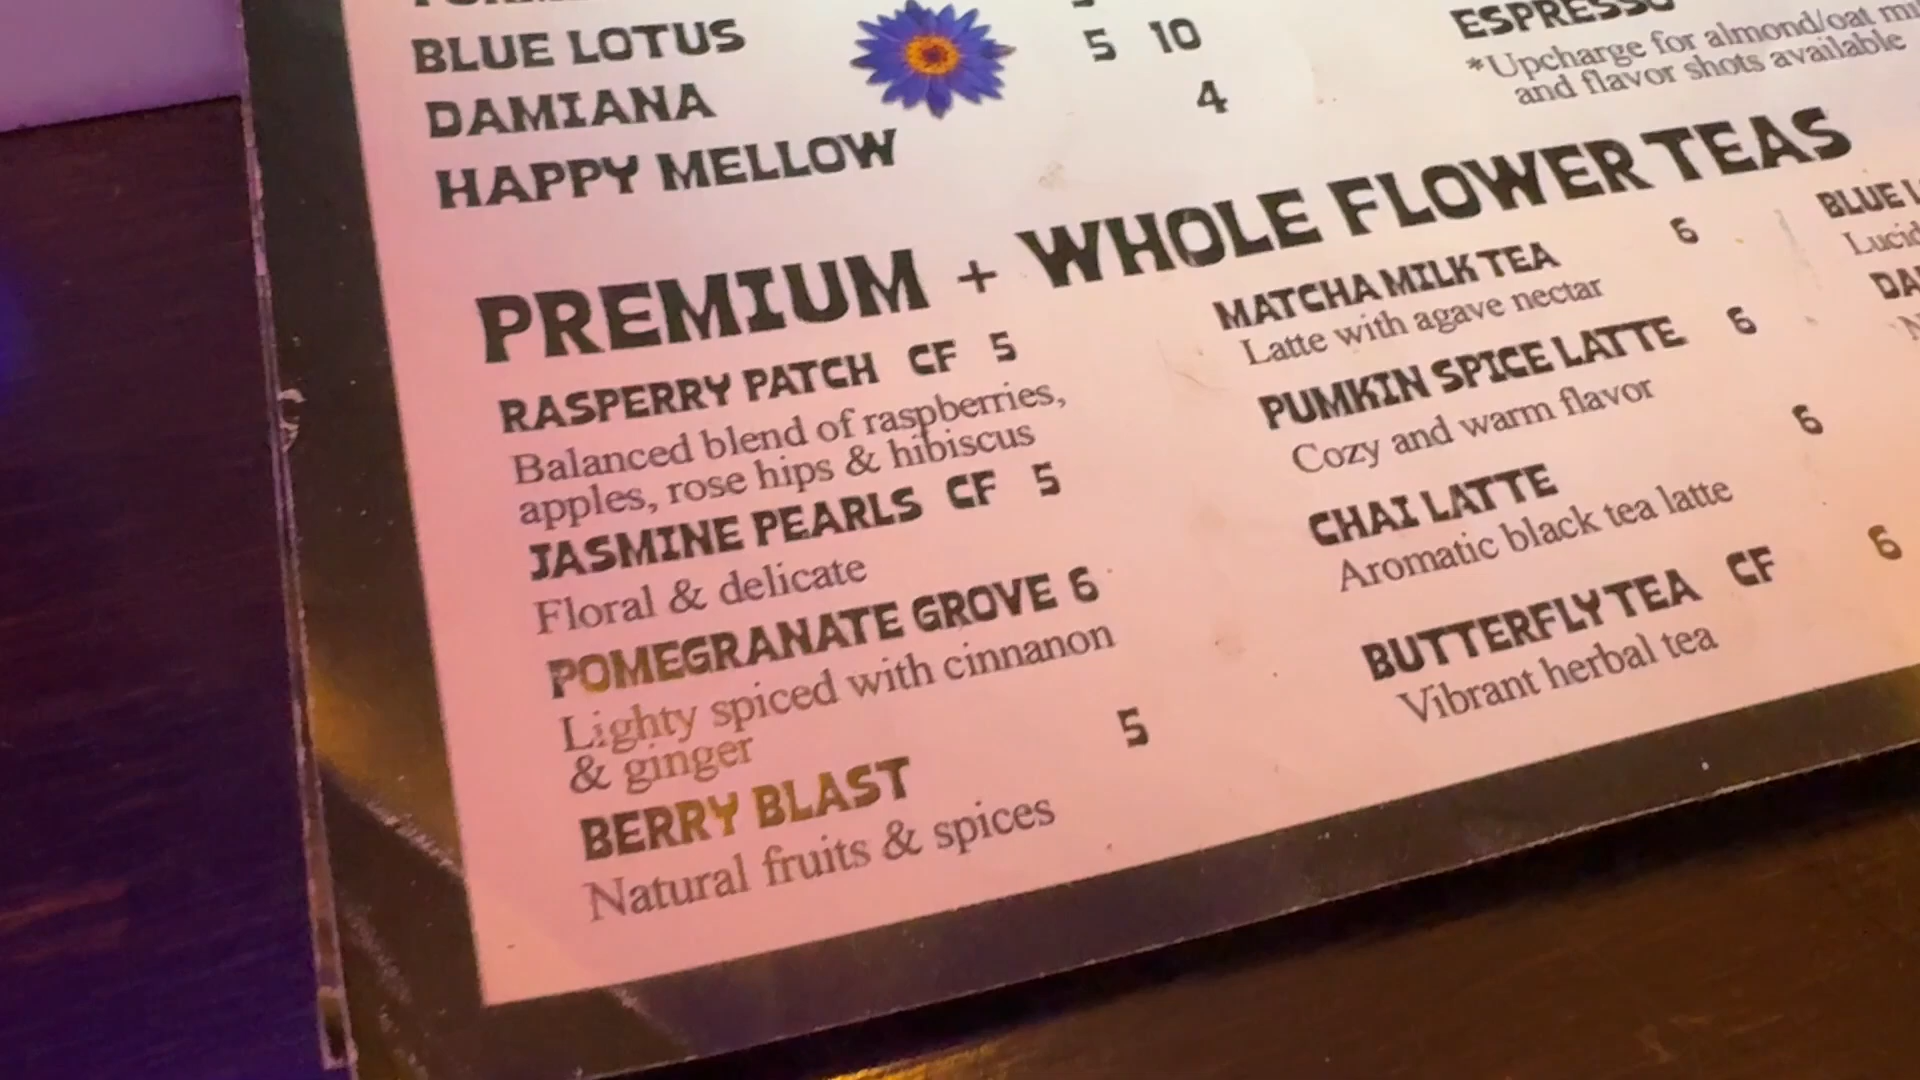 BLUE LOTUS 5 10
DAMIANA 4
HAPPY MELLOW
ESPRESSO
*Upcharge for almond/oat
and flavor shots available
PREMIUM + WHOLE FLOWER TEAS
RASPERRY PATCH CF 5
Balanced blend of raspberries,
apples, rose hips & hibiscus
JASMINE PEARLS CF 5
Floral & delicate
POMEGRANATE GROVE 6
Lighty spiced with cinnanon
& ginger
BERRY BLAST 5
Natural fruits & spices
MATCHA MILK TEA 6
Latte with agave nectar
PUMKIN SPICE LATTE 6
Cozy and warm flavor
CHAI LATTE 6
Aromatic black tea latte
BUTTERFLY TEA CF 6
Vibrant herbal tea
BLUE